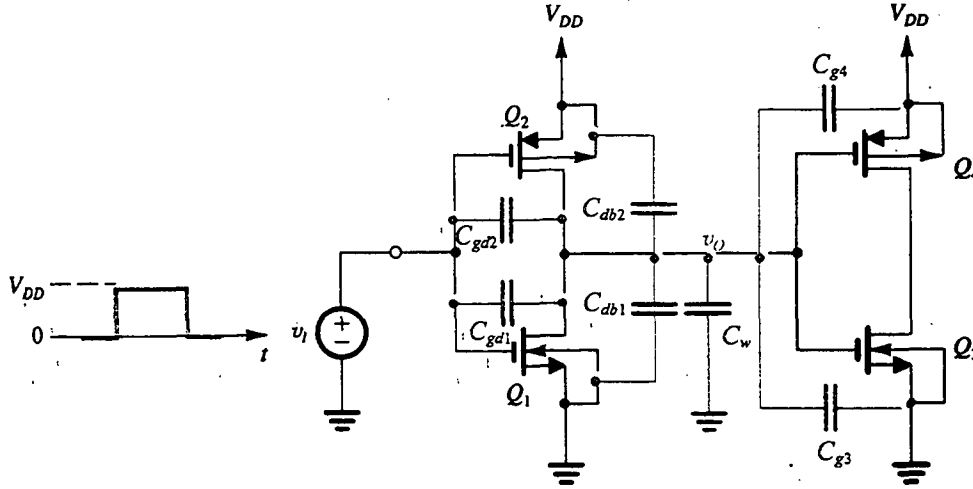 V_DD
V_DD
C_g4
Q_2
C_gd2
C_db2
v_O
V_DD
0
t
v_I
+
−
C_gd1
C_db1
C_w
Q_1
C_g3